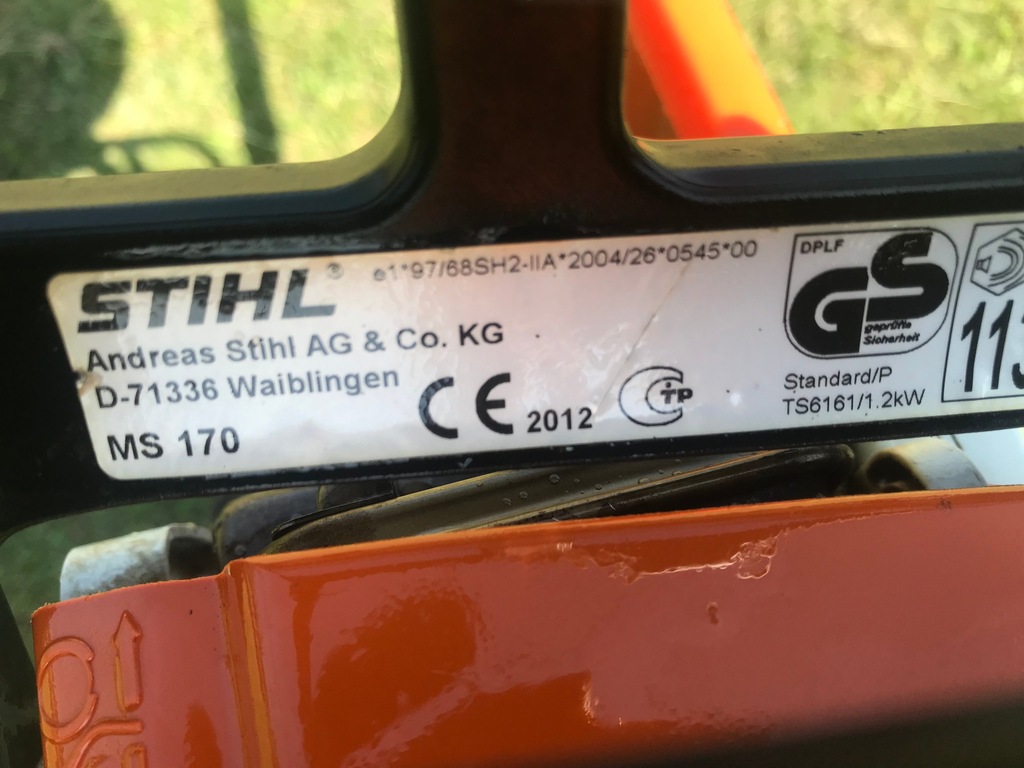 STIHL®
e1*97/68SH2-IIA*2004/26*0545*00
Andreas Stihl AG & Co. KG
D-71336 Waiblingen
MS 170
CE 2012
TP
DPLF
GS
geprüfte
Sicherheit
Standard/P
TS6161/1.2kW